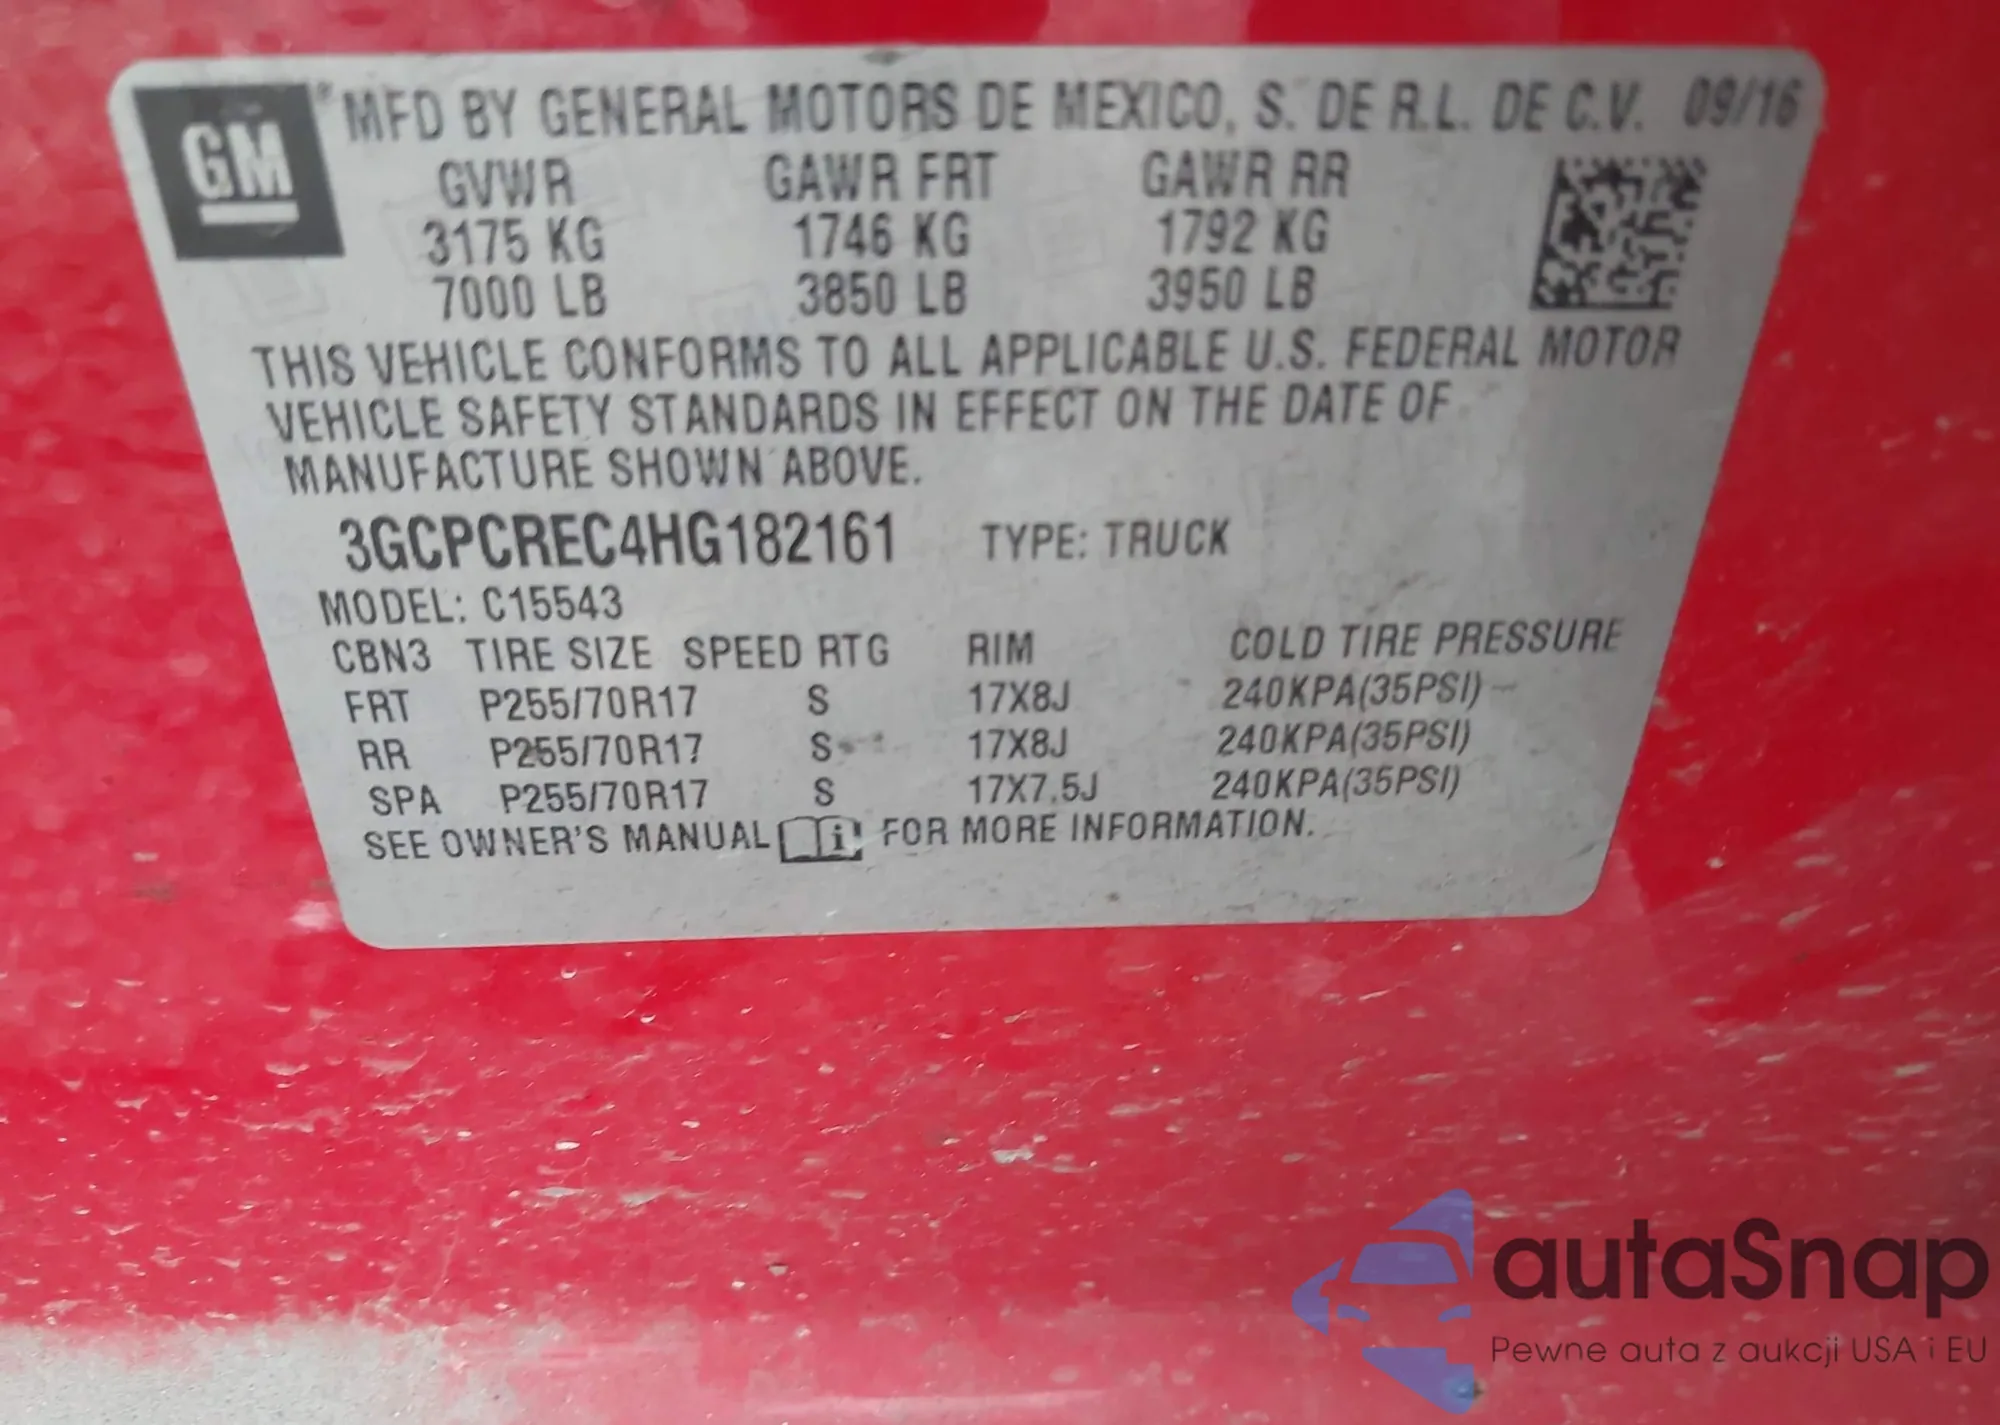 GM
MFD BY GENERAL MOTORS DE MEXICO, S. DE R.L. DE C.V. 09/16
GVWR GAWR FRT GAWR RR
3175 KG 1746 KG 1792 KG
7000 LB 3850 LB 3950 LB
THIS VEHICLE CONFORMS TO ALL APPLICABLE U.S. FEDERAL MOTOR
VEHICLE SAFETY STANDARDS IN EFFECT ON THE DATE OF
MANUFACTURE SHOWN ABOVE.
3GCPCREC4HG182161 TYPE: TRUCK
MODEL: C15543
CBN3 TIRE SIZE SPEED RTG RIM COLD TIRE PRESSURE
FRT P255/70R17 S 17X8J 240KPA(35PSI)
RR P255/70R17 S 17X8J 240KPA(35PSI)
SPA P255/70R17 S 17X7.5J 240KPA(35PSI)
SEE OWNER'S MANUAL i FOR MORE INFORMATION.
autaSnap
Pewne auta z aukcji USA i EU